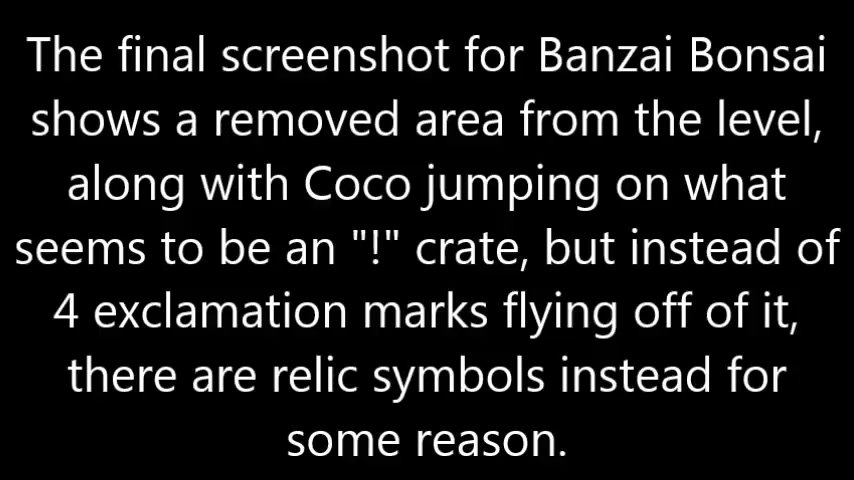 The final screenshot for Banzai Bonsai
shows a removed area from the level,
along with Coco jumping on what
seems to be an "!" crate, but instead of
4 exclamation marks flying off of it,
there are relic symbols instead for
some reason.